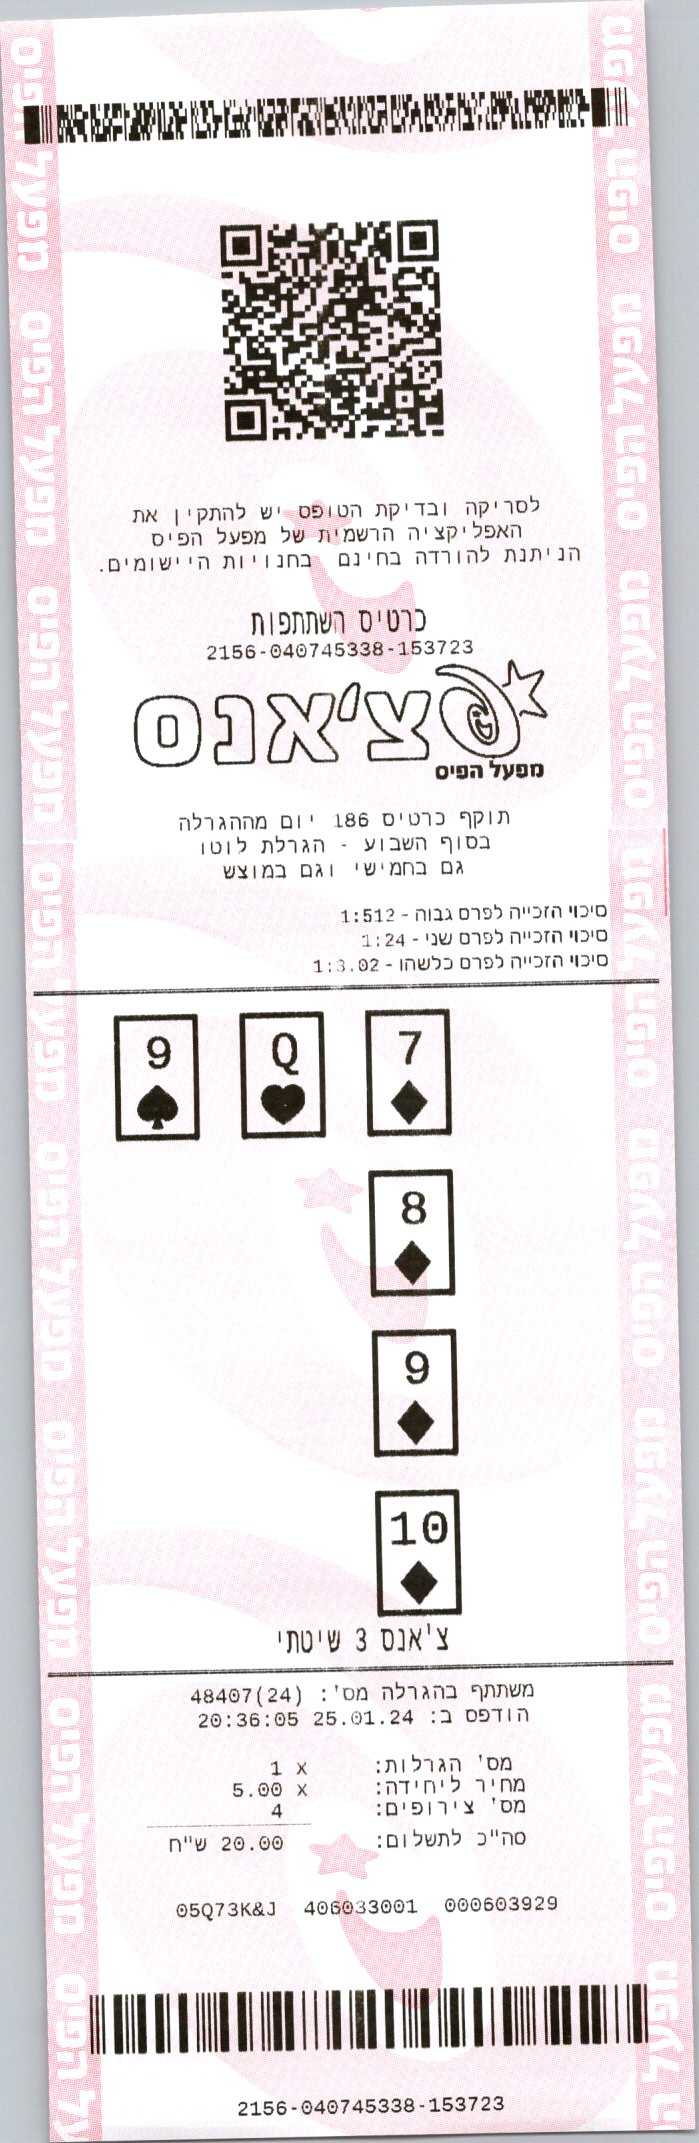 לסריקה ובדיקת הטופס יש להתקין את
האפליקציה הרשמית של מפעל הפיס
הניתנת להורדה בחינם בחנויות היישומים.
כרטיס השתתפות
2156-040745338-153723
צ'אנס
מפעל הפיס
תוקף כרטיס 186 יום מההגרלה
בסוף השבוע - הגרלת לוטו
גם בחמישי וגם במוצש
סיכוי הזכייה לפרס גבוה - 1:512
סיכוי הזכייה לפרס שני - 1:24
סיכוי הזכייה לפרס כלשהו - 1:3.02
9 Q 7
8
9
10
צ'אנס 3 שיטתי
משתתף בהגרלה מס': 48407(24)
הודפס ב: 25.01.24 20:36:05
מס' הגרלות: x 1
מחיר ליחידה: x 5.00
מס' צירופים: 4
סה"כ לתשלום: 20.00 ש"ח
05Q73K&J 406033001 000603929
2156-040745338-153723
מפעל הפיס